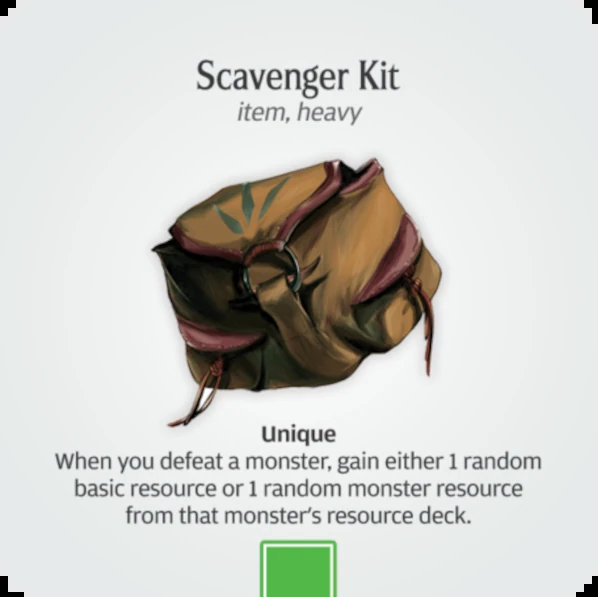 Scavenger Kit
item, heavy
Unique
When you defeat a monster, gain either 1 random
basic resource or 1 random monster resource
from that monster's resource deck.